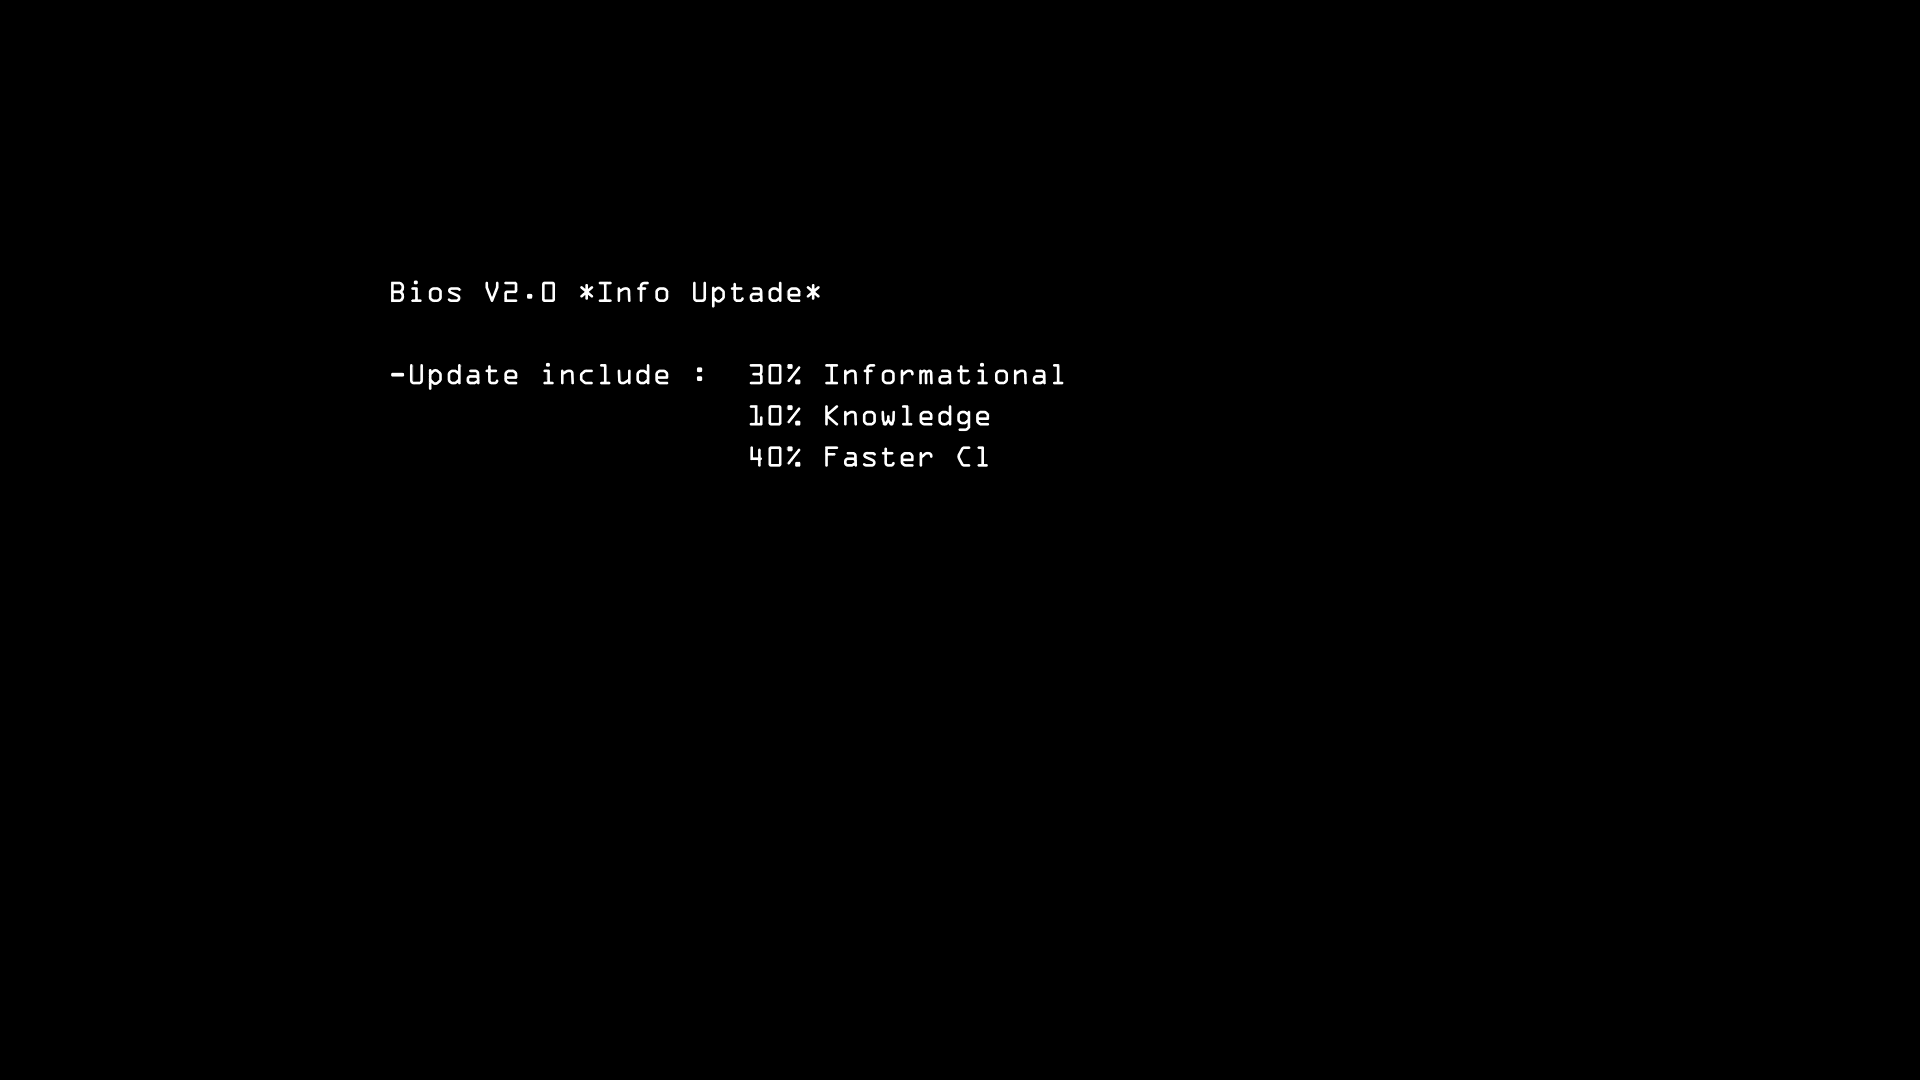 Bios V2.0 *Info Uptade*
-Update include :  30% Informational
10% Knowledge
40% Faster Cl